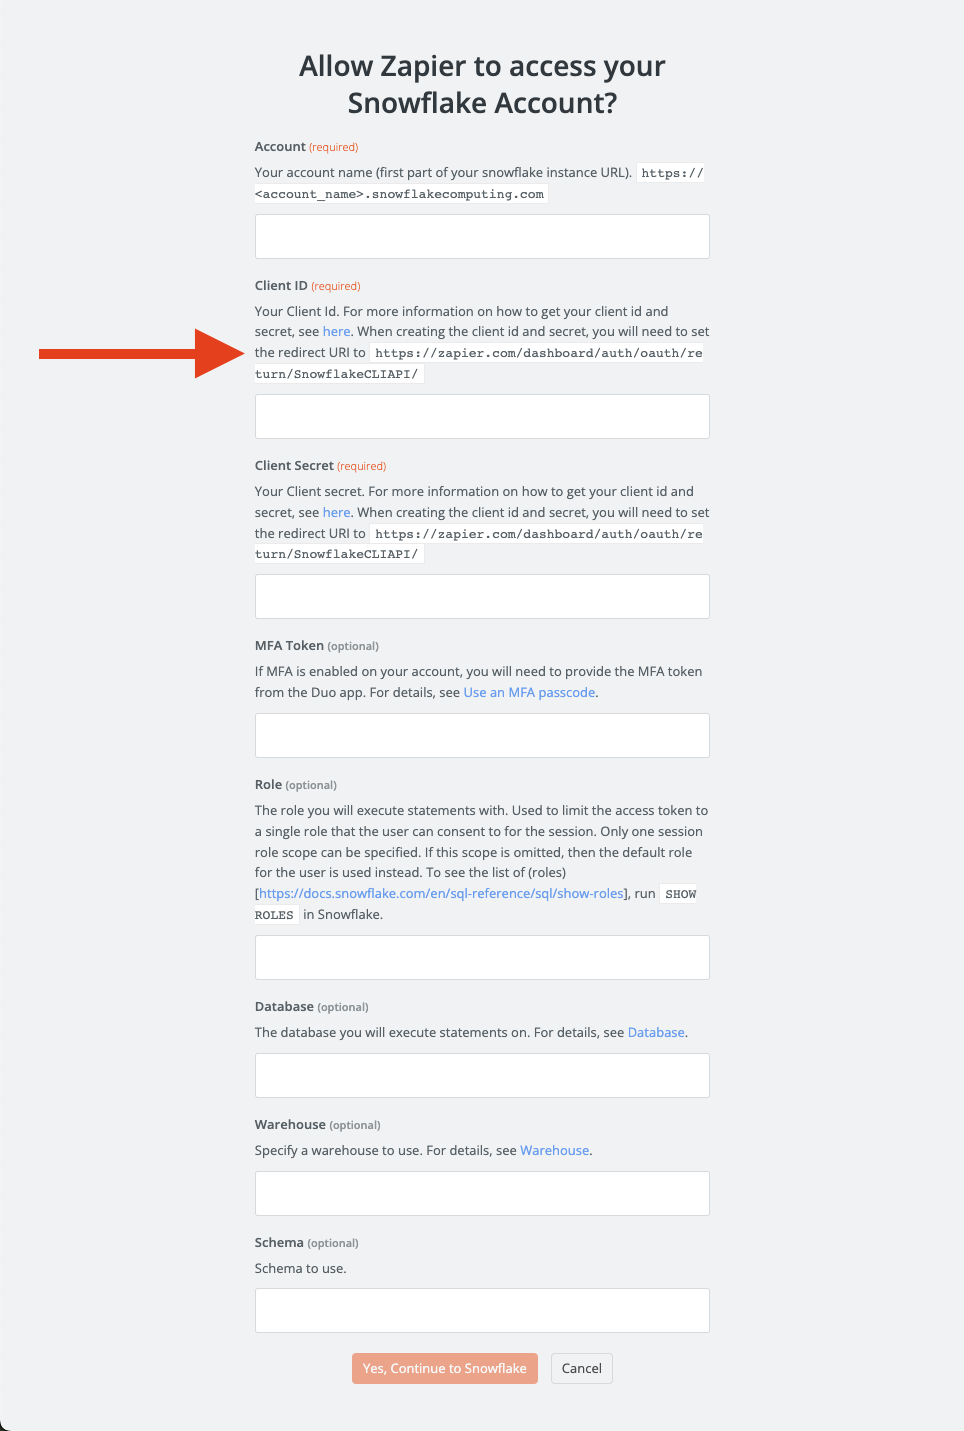 Allow Zapier to access your
Snowflake Account?
Account (required)
Your account name (first part of your snowflake instance URL). https://
<account_name>.snowflakecomputing.com
Client ID (required)
Your Client Id. For more information on how to get your client id and
secret, see here. When creating the client id and secret, you will need to set
the redirect URI to https://zapier.com/dashboard/auth/oauth/re
turn/SnowflakeCLIAPI/
Client Secret (required)
Your Client secret. For more information on how to get your client id and
secret, see here. When creating the client id and secret, you will need to set
the redirect URI to https://zapier.com/dashboard/auth/oauth/re
turn/SnowflakeCLIAPI/
MFA Token (optional)
If MFA is enabled on your account, you will need to provide the MFA token
from the Duo app. For details, see Use an MFA passcode.
Role (optional)
The role you will execute statements with. Used to limit the access token to
a single role that the user can consent to for the session. Only one session
role scope can be specified. If this scope is omitted, then the default role
for the user is used instead. To see the list of (roles)
[https://docs.snowflake.com/en/sql-reference/sql/show-roles], run SHOW
ROLES in Snowflake.
Database (optional)
The database you will execute statements on. For details, see Database.
Warehouse (optional)
Specify a warehouse to use. For details, see Warehouse.
Schema (optional)
Schema to use.
Yes, Continue to Snowflake Cancel